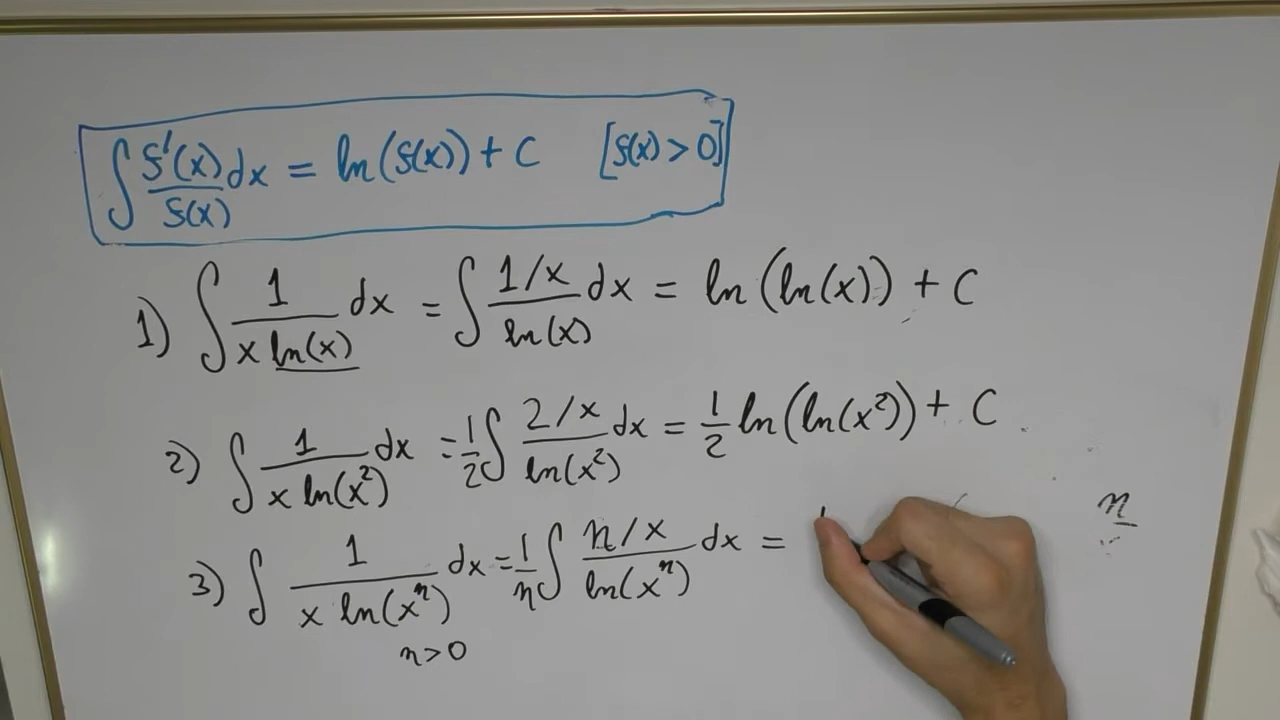 ∫ f'(x)/f(x) dx = ln(f(x)) + C [f(x) > 0]
1) ∫ 1/(x ln(x)) dx = ∫ (1/x)/ln(x) dx = ln(ln(x)) + C
2) ∫ 1/(x ln(x²)) dx = 1/2 ∫ (2/x)/ln(x²) dx = 1/2 ln(ln(x²)) + C
3) ∫ 1/(x ln(xⁿ)) dx = 1/n ∫ (n/x)/ln(xⁿ) dx =
n > 0
n